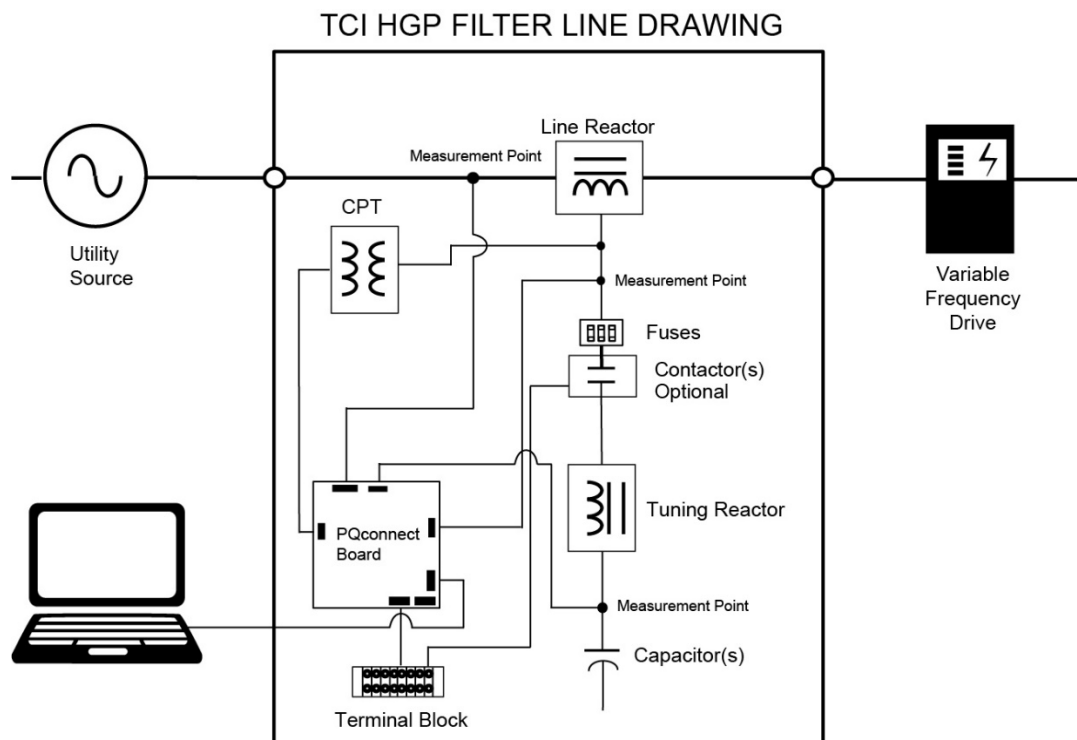 TCI HGP FILTER LINE DRAWING
Line Reactor
Measurement Point
CPT
Utility
Source
Measurement Point
Variable
Frequency
Drive
Fuses
Contactor(s)
Optional
Tuning Reactor
PQconnect
Board
Measurement Point
Capacitor(s)
Terminal Block